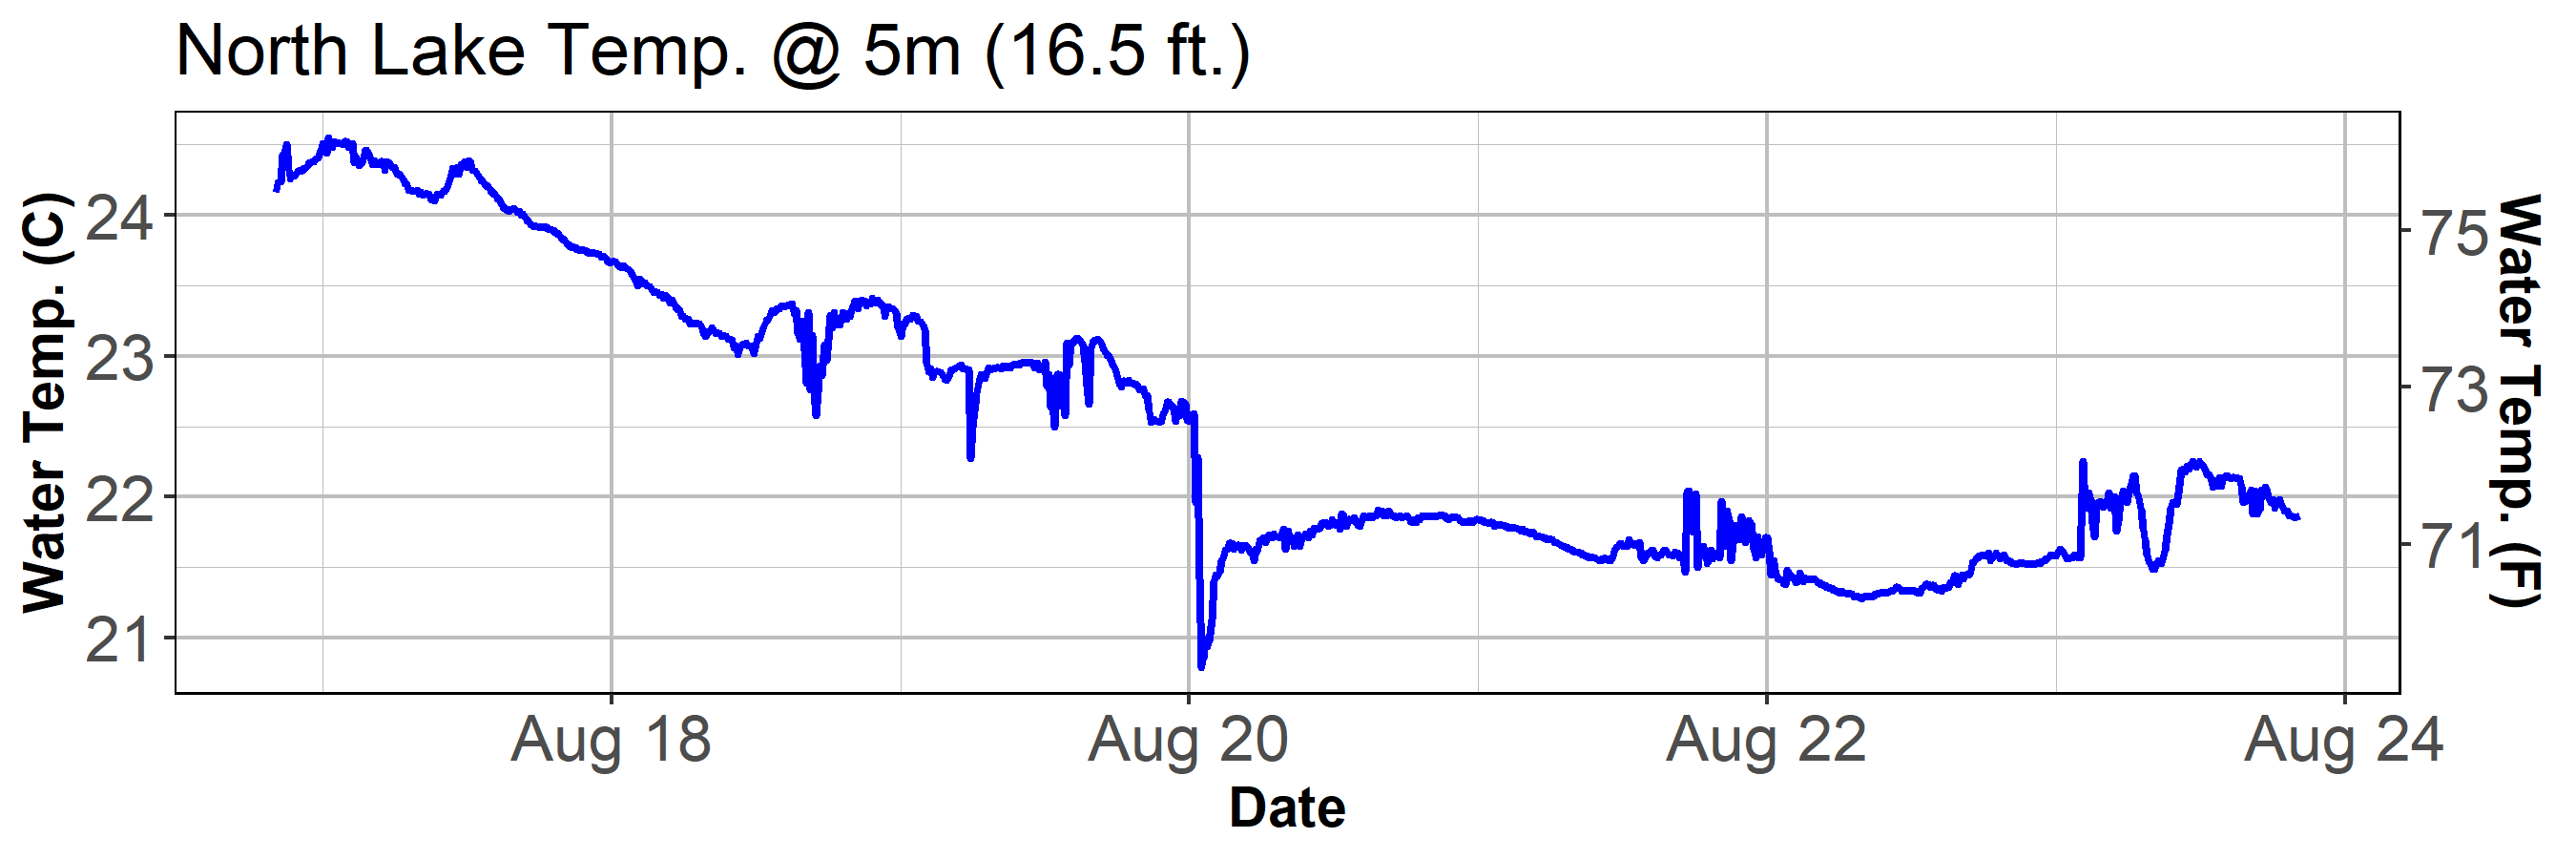 North Lake Temp. @ 5m (16.5 ft.)
Water Temp. (C)
24
23
22
21
75
73
71
Water Temp. (F)
Aug 18
Aug 20
Aug 22
Aug 24
Date